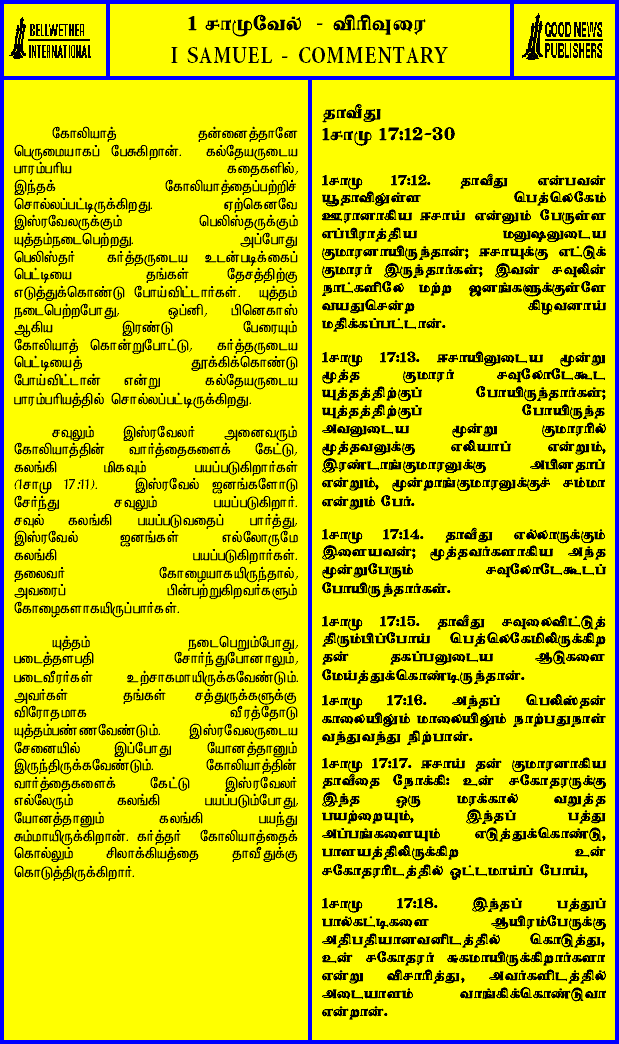 BELLWETHER
INTERNATIONAL
1 சாமுவேல் - விரிவுரை
I SAMUEL - COMMENTARY
GOOD NEWS
PUBLISHERS
கோலியாத் தன்னைத்தானே
பெருமையாகப் பேசுகிறான். கல்தேயருடைய
பாரம்பரிய கதைகளில்,
இந்தக் கோலியாத்தைப்பற்றிச்
சொல்லப்பட்டிருக்கிறது. ஏற்கெனவே
இஸ்ரவேலருக்கும் பெலிஸ்தருக்கும்
யுத்தம்நடைபெற்றது. அப்போது
பெலிஸ்தர் கர்த்தருடைய உடன்படிக்கைப்
பெட்டியை தங்கள் தேசத்திற்கு
எடுத்துக்கொண்டு போய்விட்டார்கள். யுத்தம்
நடைபெற்றபோது, ஒப்னி, பினெகாஸ்
ஆகிய இரண்டு பேரையும்
கோலியாத் கொன்றுபோட்டு, கர்த்தருடைய
பெட்டியைத் தூக்கிக்கொண்டு
போய்விட்டான் என்று கல்தேயருடைய
பாரம்பரியத்தில் சொல்லப்பட்டிருக்கிறது.
சவுலும் இஸ்ரவேலர் அனைவரும்
கோலியாத்தின் வார்த்தைகளைக் கேட்டு,
கலங்கி மிகவும் பயப்படுகிறார்கள்
(1சாமு 17:11). இஸ்ரவேல் ஜனங்களோடு
சேர்ந்து சவுலும் பயப்படுகிறார்.
சவுல் கலங்கி பயப்படுவதைப் பார்த்து,
இஸ்ரவேல் ஜனங்கள் எல்லோருமே
கலங்கி பயப்படுகிறார்கள்.
தலைவர் கோழையாகயிருந்தால்,
அவரைப் பின்பற்றுகிறவர்களும்
கோழைகளாகயிருப்பார்கள்.
யுத்தம் நடைபெறும்போது,
படைத்தளபதி சோர்ந்துபோனாலும்,
படைவீரர்கள் உற்சாகமாயிருக்கவேண்டும்.
அவர்கள் தங்கள் சத்துருக்களுக்கு
விரோதமாக வீரத்தோடு
யுத்தம்பண்ணவேண்டும். இஸ்ரவேலருடைய
சேனையில் இப்போது யோனத்தானும்
இருந்திருக்கவேண்டும். கோலியாத்தின்
வார்த்தைகளைக் கேட்டு இஸ்ரவேலர்
எல்லேரும் கலங்கி பயப்படும்போது,
யோனத்தானும் கலங்கி பயந்து
சும்மாயிருக்கிறான். கர்த்தர் கோலியாத்தைக்
கொல்லும் சிலாக்கியத்தை தாவீதுக்கு
கொடுத்திருக்கிறார்.
தாவீது
1சாமு 17:12-30
1சாமு 17:12. தாவீது என்பவன்
யூதாவிலுள்ள பெத்லெகேம்
ஊரானாகிய ஈசாய் என்னும் பேருள்ள
எப்பிராத்திய மனுஷனுடைய
குமாரனாயிருந்தான்; ஈசாயுக்கு எட்டுக்
குமாரர் இருந்தார்கள்; இவன் சவுலின்
நாட்களிலே மற்ற ஜனங்களுக்குள்ளே
வயதுசென்ற கிழவனாய்
மதிக்கப்பட்டான்.
1சாமு 17:13. ஈசாயினுடைய மூன்று
மூத்த குமாரர் சவுலோடேகூட
யுத்தத்திற்குப் போயிருந்தார்கள்;
யுத்தத்திற்குப் போயிருந்த
அவனுடைய மூன்று குமாரரில்
மூத்தவனுக்கு எலியாப் என்றும்,
இரண்டாங்குமாரனுக்கு அபினதாப்
என்றும், மூன்றாங்குமாரனுக்குச் சம்மா
என்றும் பேர்.
1சாமு 17:14. தாவீது எல்லாருக்கும்
இளையவன்; மூத்தவர்களாகிய அந்த
மூன்றுபேரும் சவுலோடேகூடப்
போயிருந்தார்கள்.
1சாமு 17:15. தாவீது சவுலைவிட்டுத்
திரும்பிப்போய் பெத்லெகேமிலிருக்கிற
தன் தகப்பனுடைய ஆடுகளை
மேய்த்துக்கொண்டிருந்தான்.
1சாமு 17:16. அந்தப் பெலிஸ்தன்
காலையிலும் மாலையிலும் நாற்பதுநாள்
வந்துவந்து நிற்பான்.
1சாமு 17:17. ஈசாய் தன் குமாரனாகிய
தாவீதை நோக்கி: உன் சகோதரருக்கு
இந்த ஒரு மரக்கால் வறுத்த
பயற்றையும், இந்தப் பத்து
அப்பங்களையும் எடுத்துக்கொண்டு,
பாளயத்திலிருக்கிற உன்
சகோதரரிடத்தில் ஓட்டமாய்ப் போய்,
1சாமு 17:18. இந்தப் பத்துப்
பால்கட்டிகளை ஆயிரம்பேருக்கு
அதிபதியானவனிடத்தில் கொடுத்து,
உன் சகோதரர் சுகமாயிருக்கிறார்களா
என்று விசாரித்து, அவர்களிடத்தில்
அடையாளம் வாங்கிக்கொண்டுவா
என்றான்.